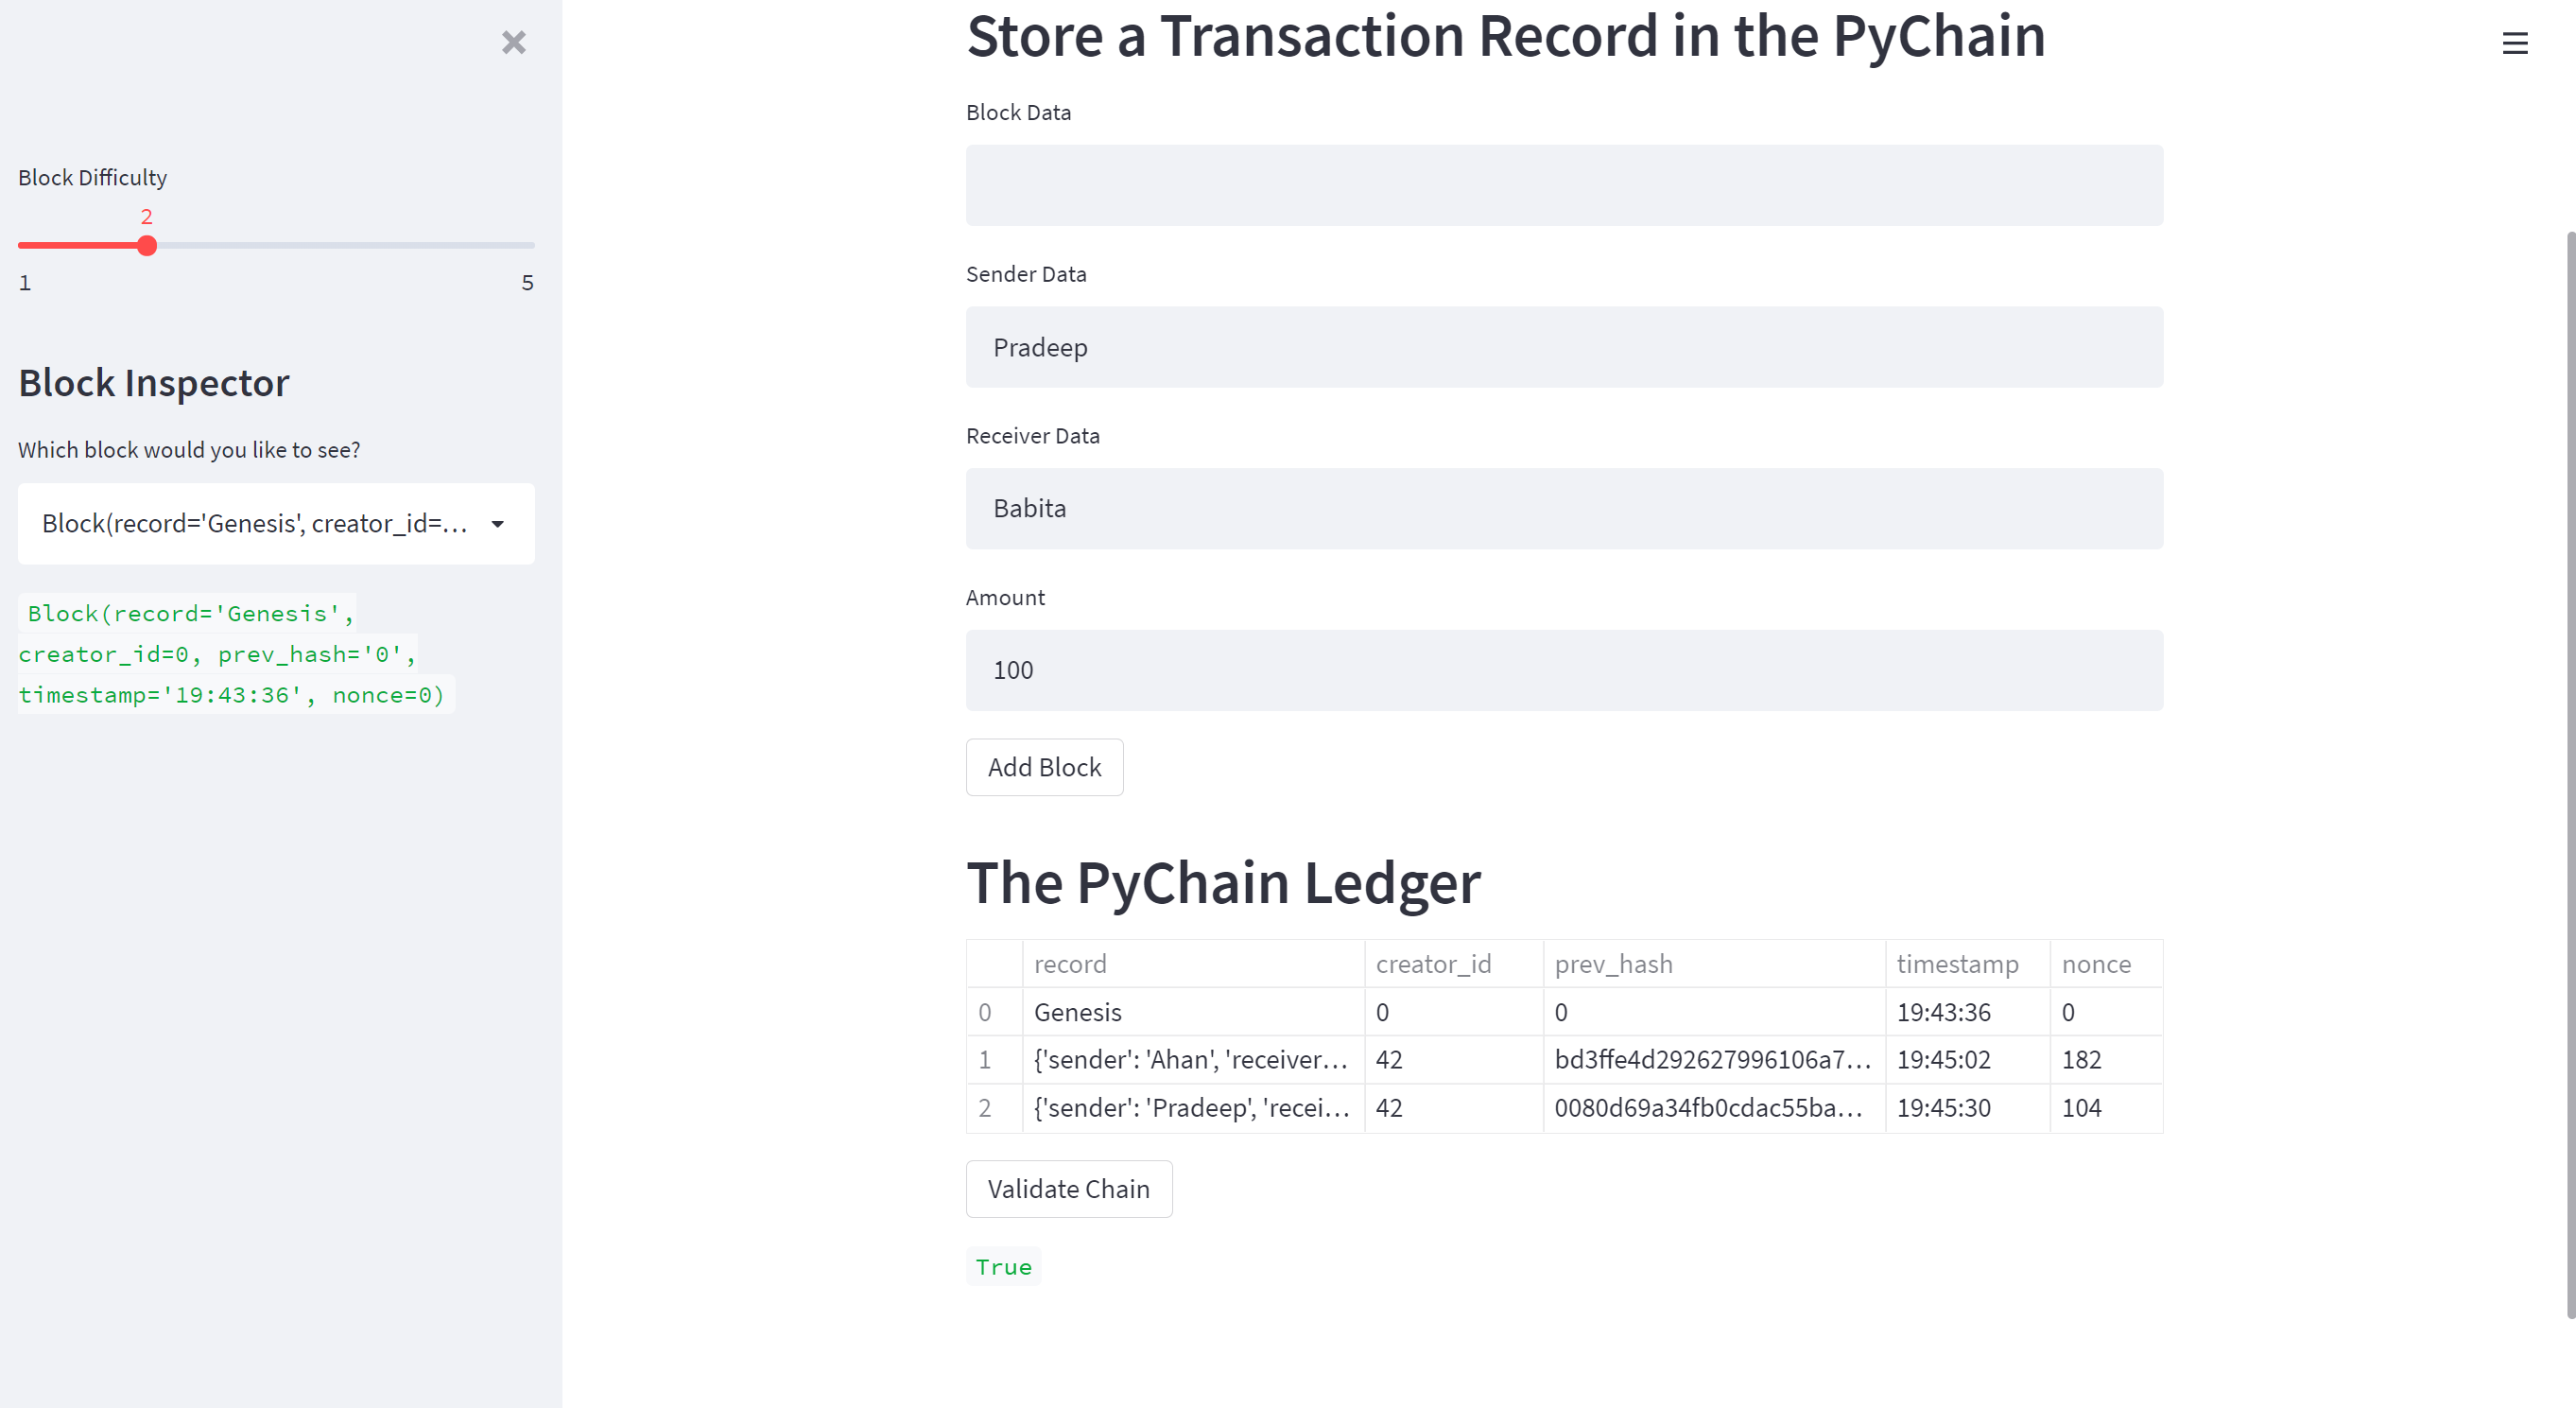 Block Difficulty
2
1 5
Block Inspector
Which block would you like to see?
Block(record='Genesis', creator_id=...
Block(record='Genesis',
creator_id=0, prev_hash='0',
timestamp='19:43:36', nonce=0)
Store a Transaction Record in the PyChain
Block Data
Sender Data
Pradeep
Receiver Data
Babita
Amount
100
Add Block
The PyChain Ledger
record creator_id prev_hash timestamp nonce
0 Genesis 0 0 19:43:36 0
1 {'sender': 'Ahan', 'receiver... 42 bd3ffe4d292627996106a7... 19:45:02 182
2 {'sender': 'Pradeep', 'recei... 42 0080d69a34fb0cdac55ba... 19:45:30 104
Validate Chain
True